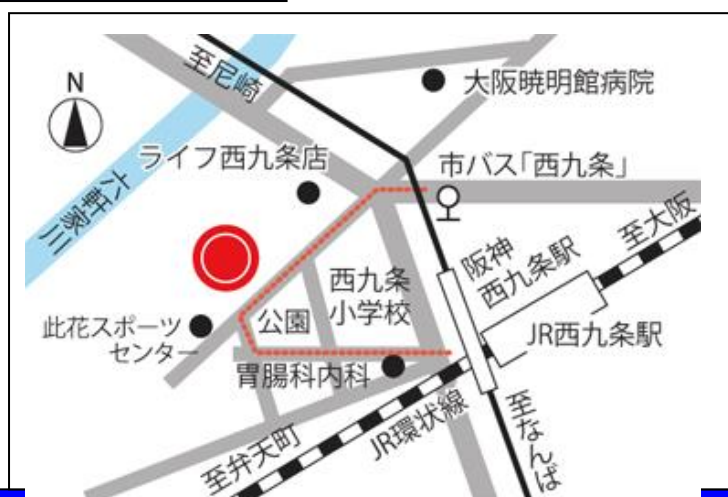 N
至尼崎
大阪暁明館病院
ライフ西九条店
市バス「西九条」
六軒家川
至大阪
阪神
西九条駅
西九条
小学校
公園
此花スポーツ
センター
JR西九条駅
胃腸科内科
JR環状線
至なんば
至弁天町